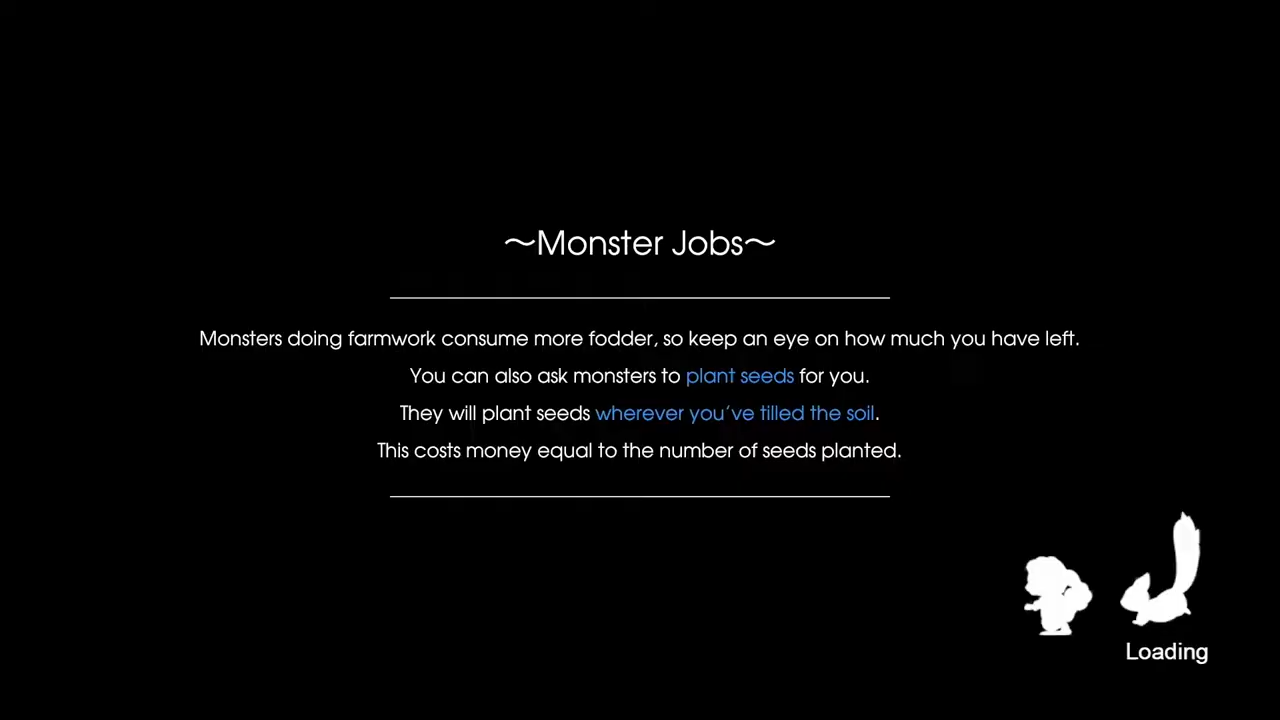 ～Monster Jobs～
Monsters doing farmwork consume more fodder, so keep an eye on how much you have left.
You can also ask monsters to plant seeds for you.
They will plant seeds wherever you've tilled the soil.
This costs money equal to the number of seeds planted.
Loading